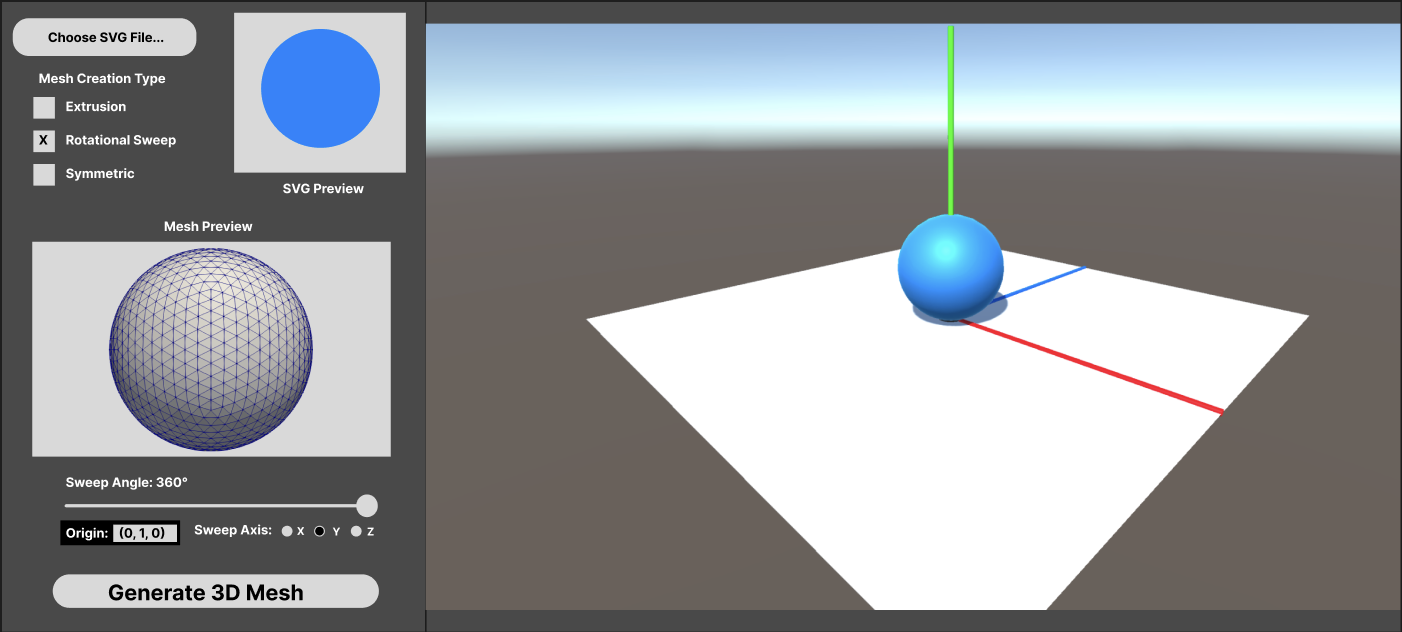 Choose SVG File...
Mesh Creation Type
Extrusion
X Rotational Sweep
Symmetric
SVG Preview
Mesh Preview
Sweep Angle: 360°
Origin: (0, 1, 0)
Sweep Axis: X Y Z
Generate 3D Mesh